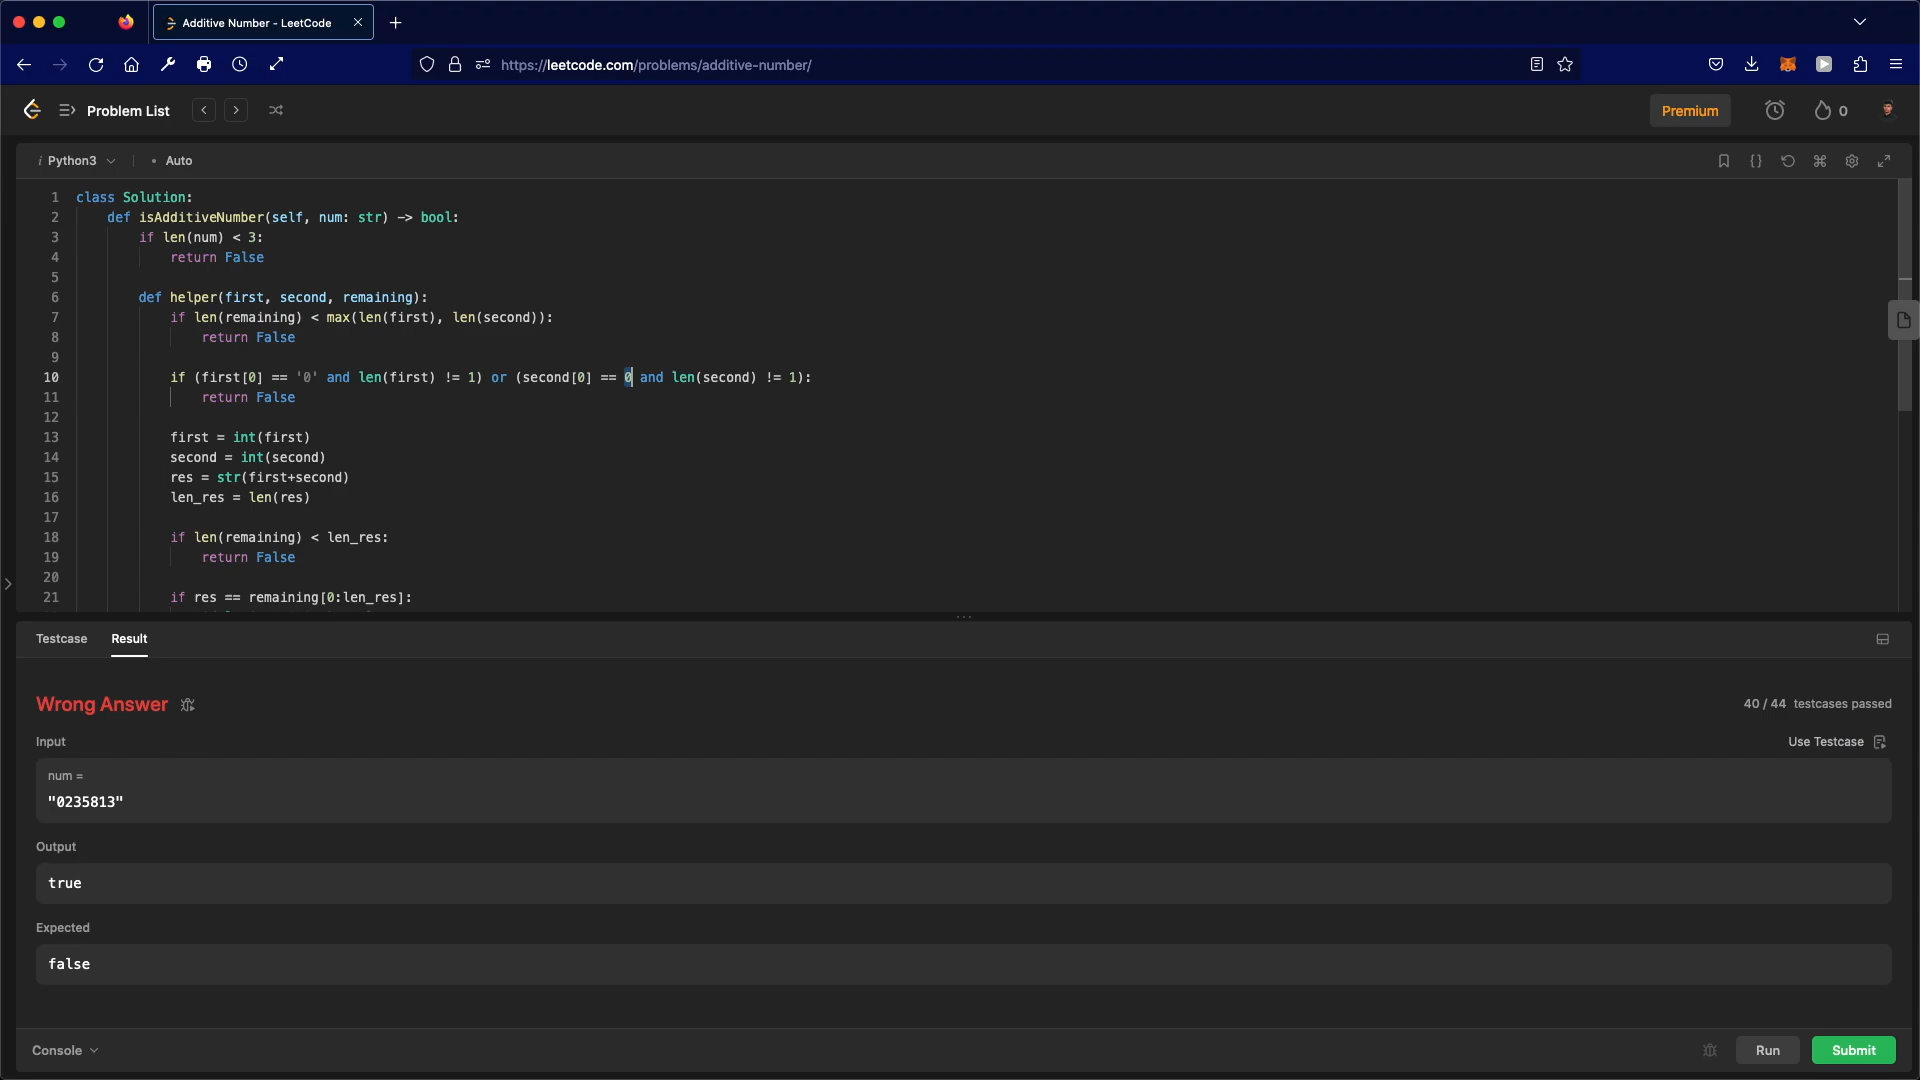 Additive Number - LeetCode
https://leetcode.com/problems/additive-number/
Problem List
Premium
0
i Python3
• Auto
1 class Solution:
2 def isAdditiveNumber(self, num: str) -> bool:
3 if len(num) < 3:
4 return False
5
6 def helper(first, second, remaining):
7 if len(remaining) < max(len(first), len(second)):
8 return False
9
10 if (first[0] == '0' and len(first) != 1) or (second[0] == 0 and len(second) != 1):
11 return False
12
13 first = int(first)
14 second = int(second)
15 res = str(first+second)
16 len_res = len(res)
17
18 if len(remaining) < len_res:
19 return False
20
21 if res == remaining[0:len_res]:
Testcase
Result
Wrong Answer
40 / 44 testcases passed
Input
Use Testcase
num =
"0235813"
Output
true
Expected
false
Console
Run
Submit